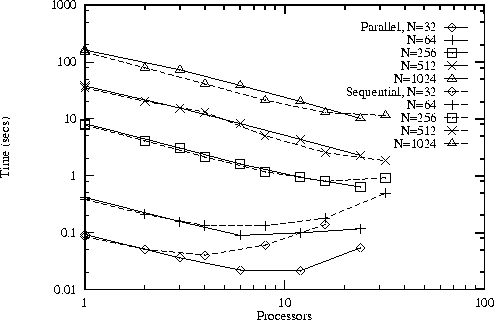 1000
100
10
1
0.1
0.01
Time (secs)
1
10
100
Processors
Parallel, N=32
N=64
N=256
N=512
N=1024
Sequential, N=32
N=64
N=256
N=512
N=1024